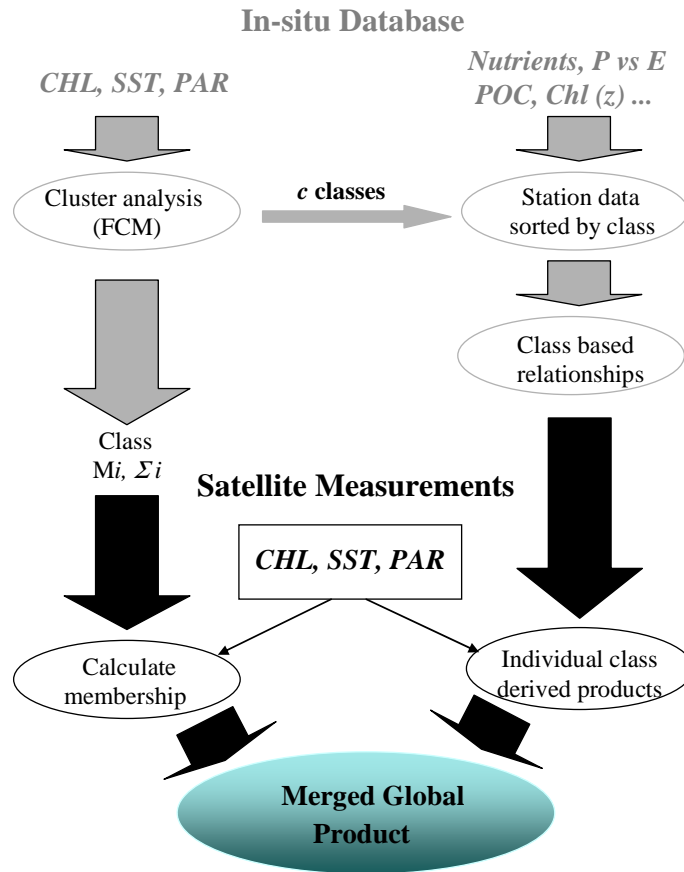 In-situ Database
CHL, SST, PAR
Nutrients, P vs E
POC, Chl (z) ...
Cluster analysis
(FCM)
c classes
Station data
sorted by class
Class based
relationships
Class
Mi, Σi
Satellite Measurements
CHL, SST, PAR
Calculate
membership
Individual class
derived products
Merged Global
Product